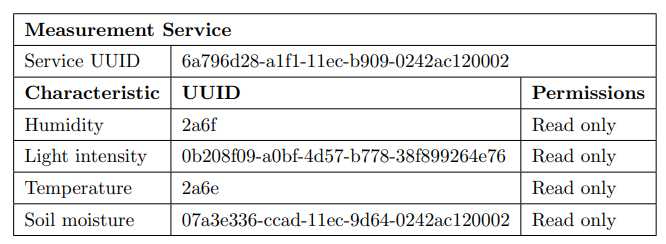 Measurement Service
Service UUID 6a796d28-a1f1-11ec-b909-0242ac120002
Characteristic UUID Permissions
Humidity 2a6f Read only
Light intensity 0b208f09-a0bf-4d57-b778-38f899264e76 Read only
Temperature 2a6e Read only
Soil moisture 07a3e336-ccad-11ec-9d64-0242ac120002 Read only